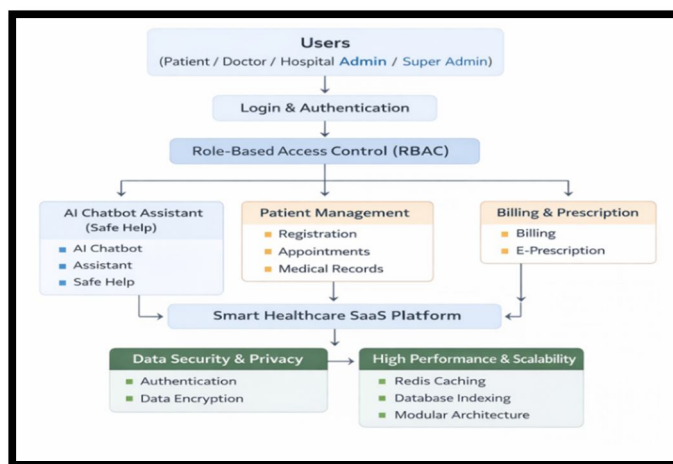 Users
(Patient / Doctor / Hospital Admin / Super Admin)
Login & Authentication
Role-Based Access Control (RBAC)
AI Chatbot Assistant
(Safe Help)
AI Chatbot
Assistant
Safe Help
Patient Management
Registration
Appointments
Medical Records
Billing & Prescription
Billing
E-Prescription
Smart Healthcare SaaS Platform
Data Security & Privacy
Authentication
Data Encryption
High Performance & Scalability
Redis Caching
Database Indexing
Modular Architecture